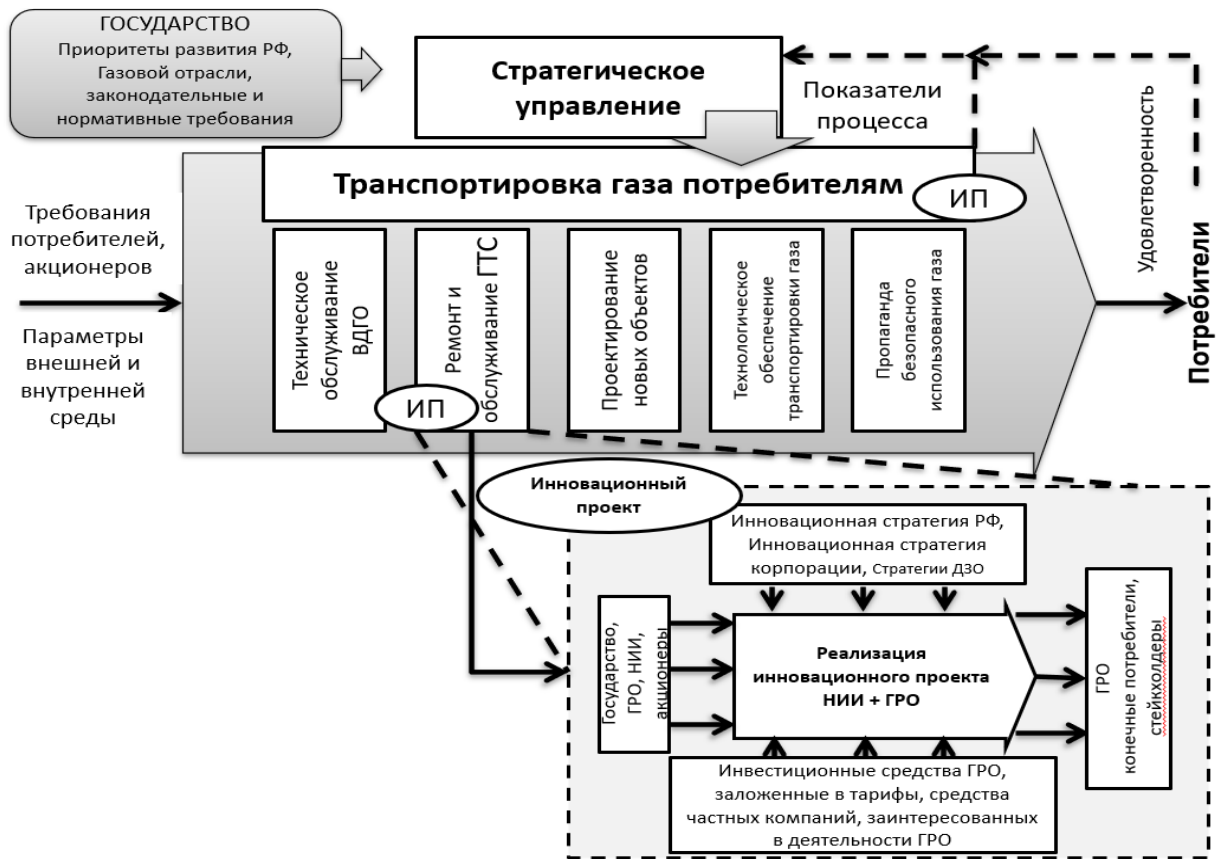 ГОСУДАРСТВО
Приоритеты развития РФ,
Газовой отрасли,
законодательные и
нормативные требования
Стратегическое
управление
Показатели
процесса
Удовлетворенность
Потребители
Транспортировка газа потребителям
ИП
Требования
потребителей,
акционеров
Параметры
внешней и
внутренней
среды
Техническое
обслуживание
ВДГО
Ремонт и
обслуживание ГТС
ИП
Проектирование
новых объектов
Технологическое
обеспечение
транспортировки газа
Пропаганда
безопасного
использования газа
Инновационный
проект
Инновационная стратегия РФ,
Инновационная стратегия
корпорации, Стратегии ДЗО
Государство,
ГРО, НИИ,
акционеры
Реализация
инновационного проекта
НИИ + ГРО
ГРО
конечные потребители,
стейкхолдеры
Инвестиционные средства ГРО,
заложенные в тарифы, средства
частных компаний, заинтересованных
в деятельности ГРО